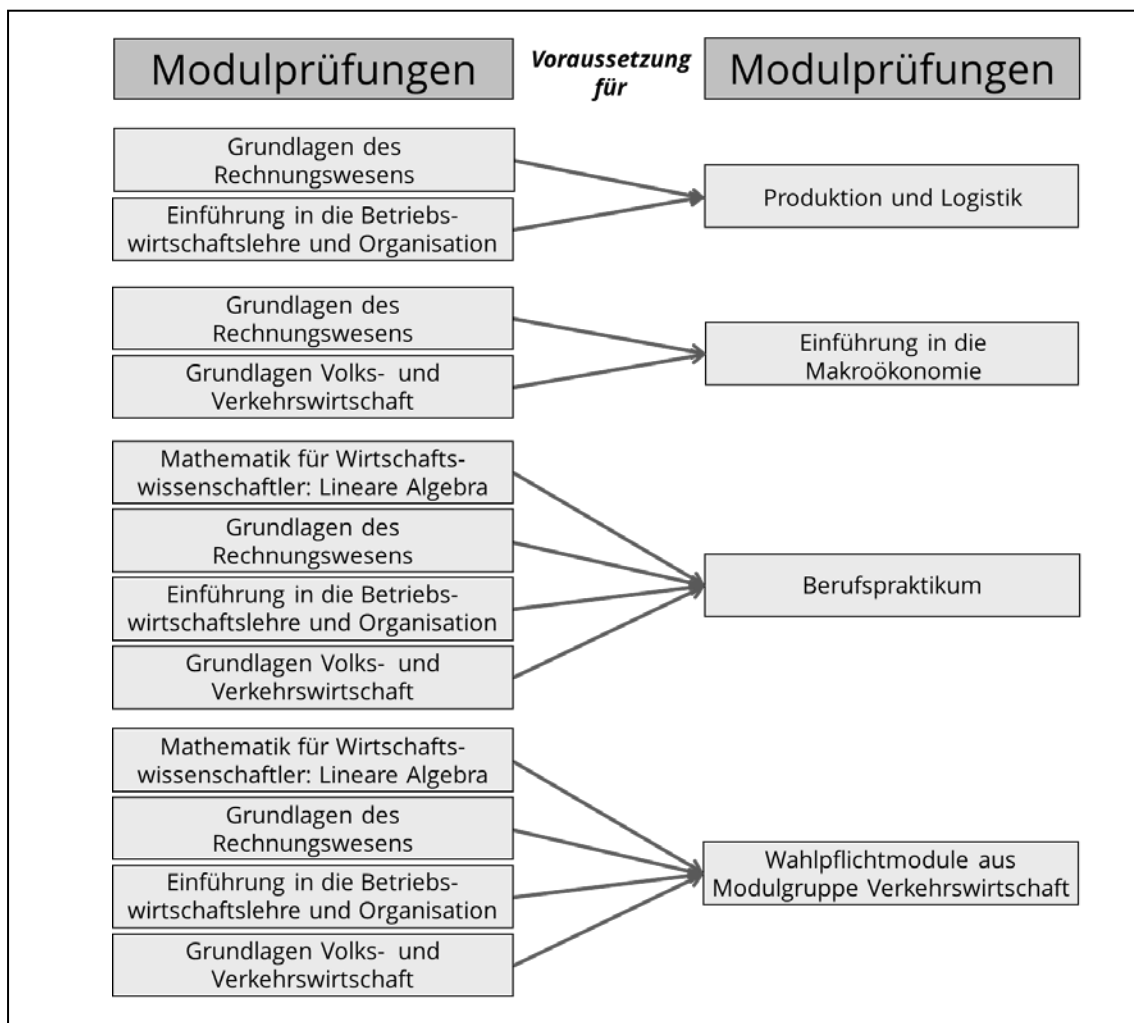 Modulprüfungen
Voraussetzung
für
Modulprüfungen
Grundlagen des
Rechnungswesens
Einführung in die Betriebs-
wirtschaftslehre und Organisation
Produktion und Logistik
Grundlagen des
Rechnungswesens
Grundlagen Volks- und
Verkehrswirtschaft
Einführung in die
Makroökonomie
Mathematik für Wirtschafts-
wissenschaftler: Lineare Algebra
Grundlagen des
Rechnungswesens
Einführung in die Betriebs-
wirtschaftslehre und Organisation
Grundlagen Volks- und
Verkehrswirtschaft
Berufspraktikum
Mathematik für Wirtschafts-
wissenschaftler: Lineare Algebra
Grundlagen des
Rechnungswesens
Einführung in die Betriebs-
wirtschaftslehre und Organisation
Grundlagen Volks- und
Verkehrswirtschaft
Wahlpflichtmodule aus
Modulgruppe Verkehrswirtschaft